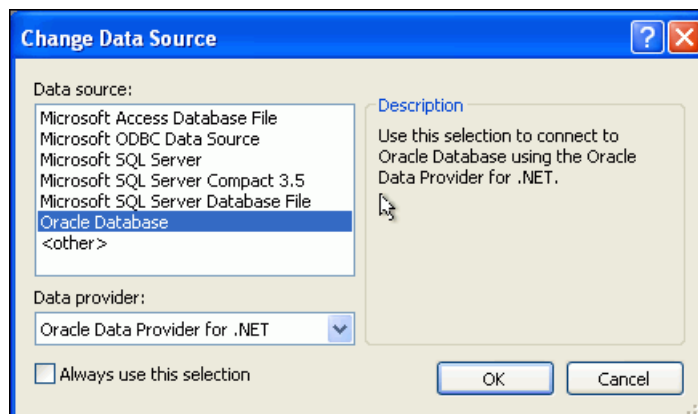 Change Data Source
Data source:
Microsoft Access Database File
Microsoft ODBC Data Source
Microsoft SQL Server
Microsoft SQL Server Compact 3.5
Microsoft SQL Server Database File
Oracle Database
<other>
Description
Use this selection to connect to
Oracle Database using the Oracle
Data Provider for .NET.
Data provider:
Oracle Data Provider for .NET
Always use this selection
OK
Cancel